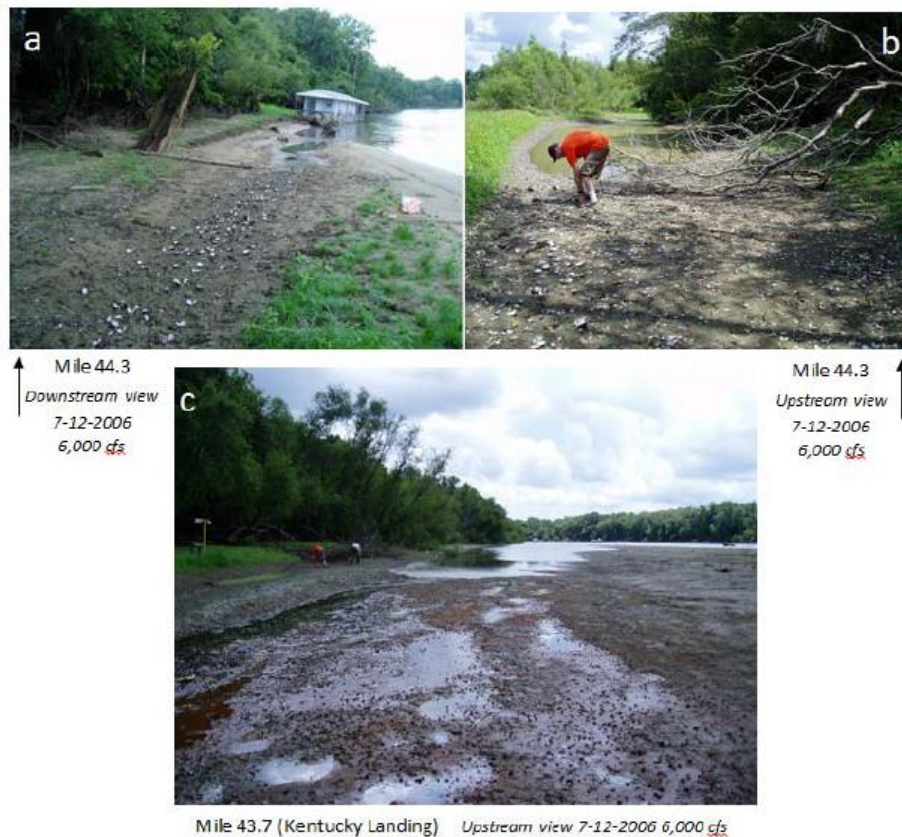 a
b
Mile 44.3
Downstream view
7-12-2006
6,000 cfs
Mile 44.3
Upstream view
7-12-2006
6,000 cfs
c
Mile 43.7 (Kentucky Landing) Upstream view 7-12-2006 6,000 cfs